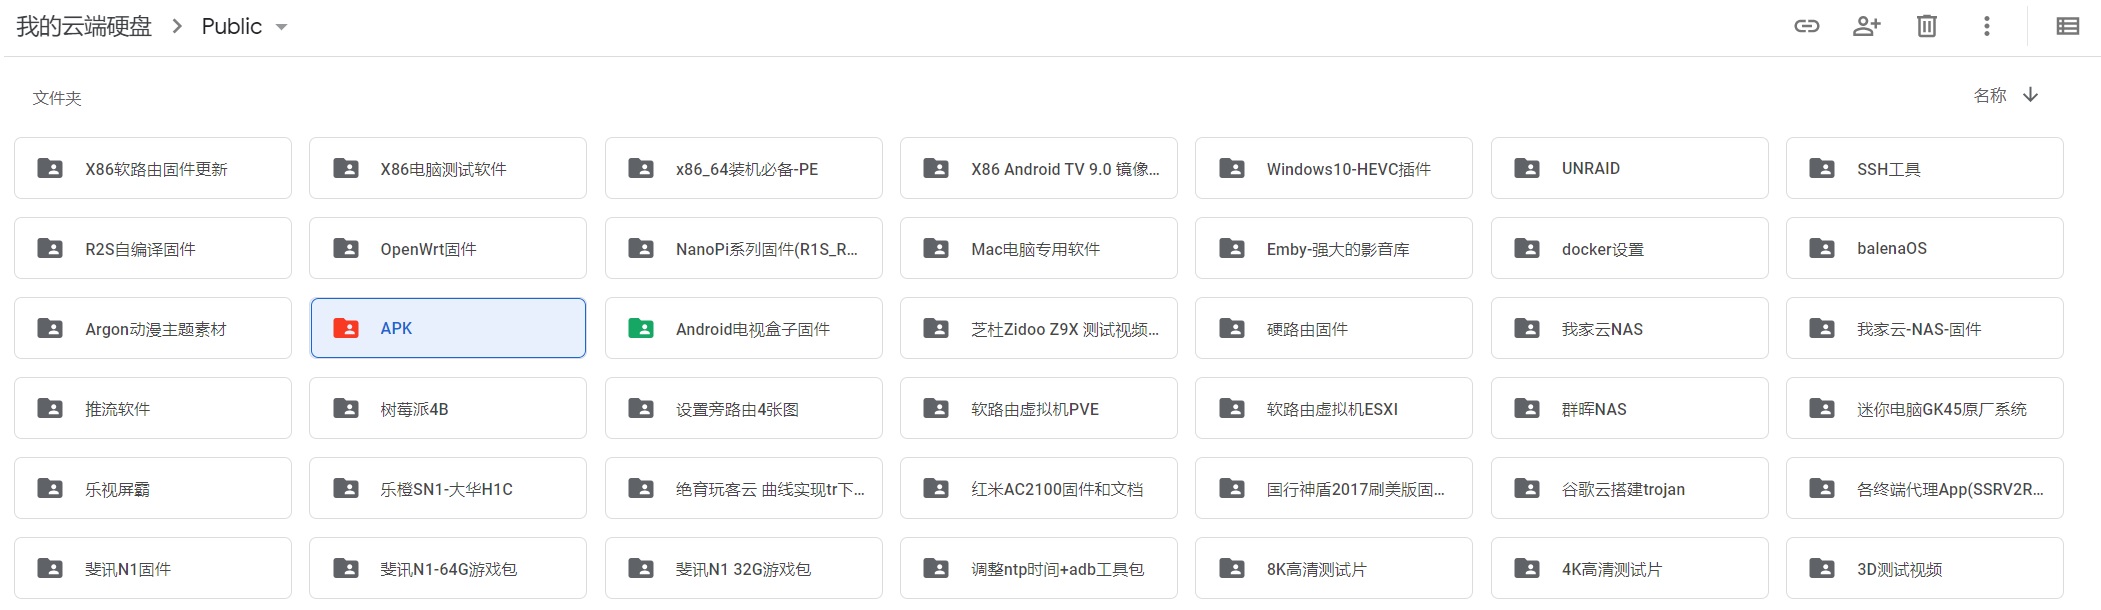 我的云端硬盘 Public
文件夹 名称
X86软路由固件更新 X86电脑测试软件 x86_64装机必备-PE X86 Android TV 9.0 镜像... Windows10-HEVC插件 UNRAID SSH工具
R2S自编译固件 OpenWrt固件 NanoPi系列固件(R1S_R... Mac电脑专用软件 Emby-强大的影音库 docker设置 balenaOS
Argon动漫主题素材 APK Android电视盒子固件 芝杜Zidoo Z9X 测试视频... 硬路由固件 我家云NAS 我家云-NAS-固件
推流软件 树莓派4B 设置旁路由4张图 软路由虚拟机PVE 软路由虚拟机ESXI 群晖NAS 迷你电脑GK45原厂系统
乐视屏霸 乐橙SN1-大华H1C 绝育玩客云 曲线实现tr下... 红米AC2100固件和文档 国行神盾2017刷美版固... 谷歌云搭建trojan 各终端代理App(SSRV2R...
斐讯N1固件 斐讯N1-64G游戏包 斐讯N1 32G游戏包 调整ntp时间+adb工具包 8K高清测试片 4K高清测试片 3D测试视频